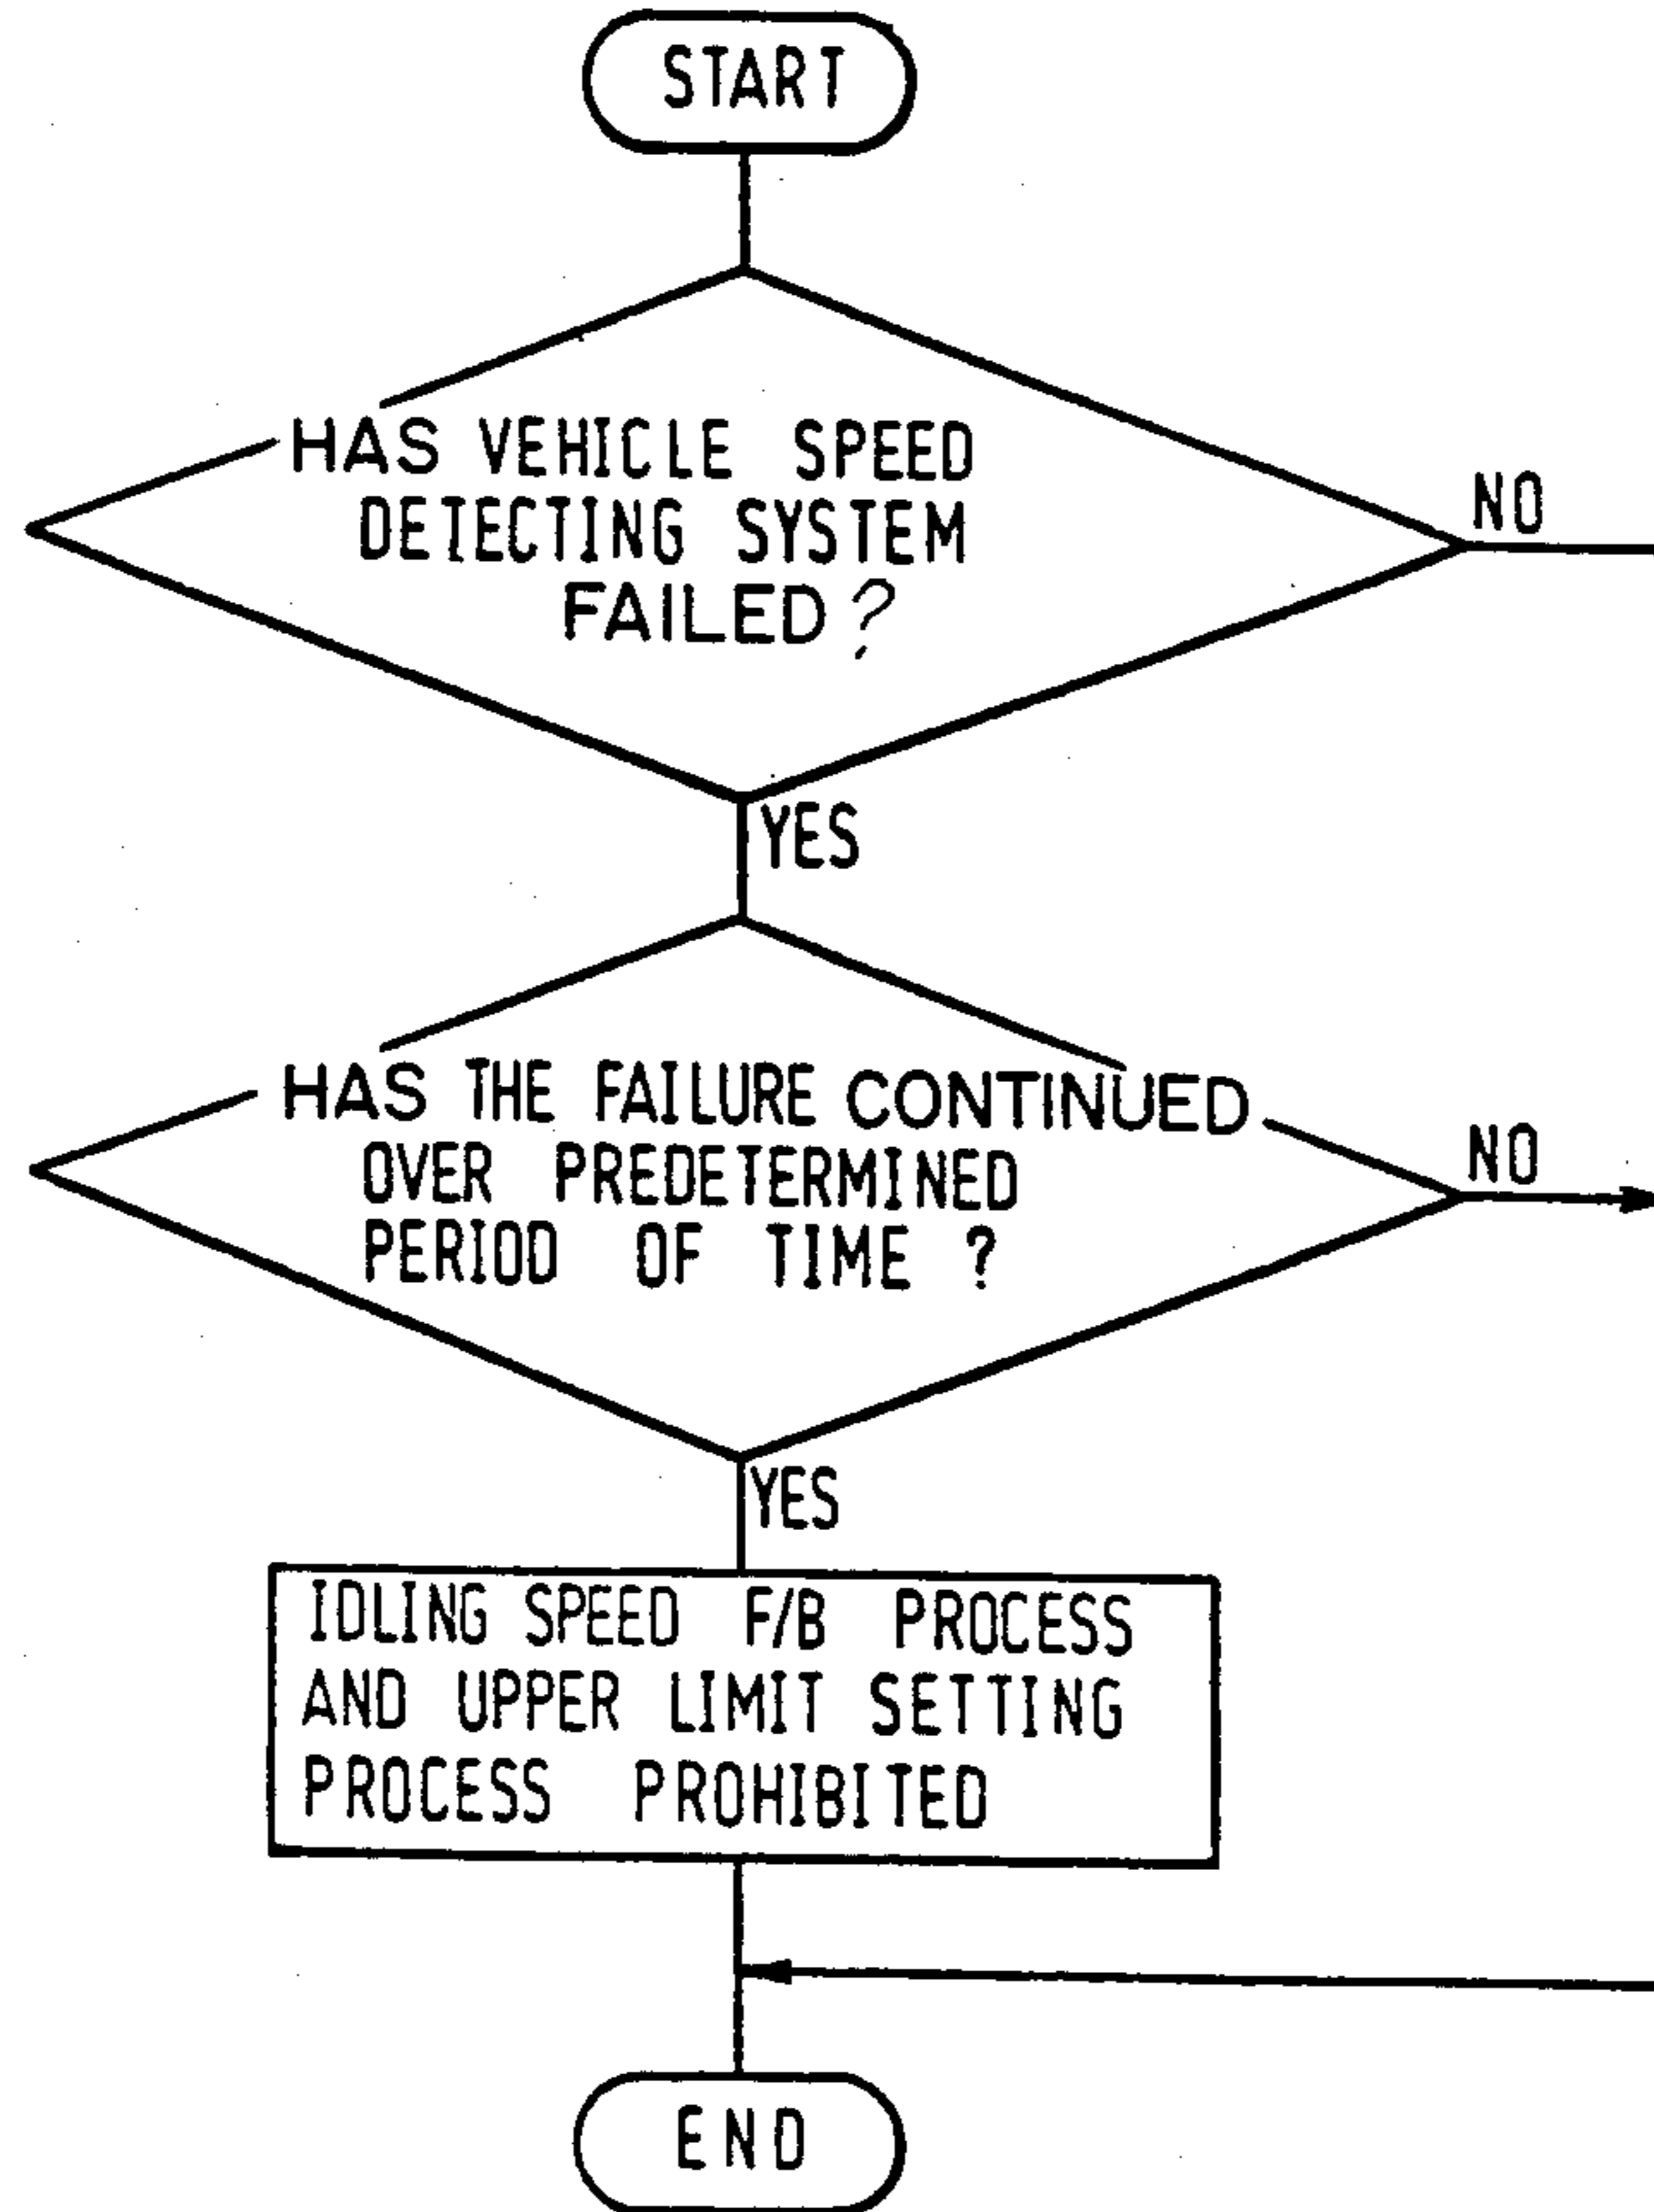 START
HAS VEHICLE SPEED
DETECTING SYSTEM
FAILED?
NO
YES
HAS THE FAILURE CONTINUED
OVER PREDETERMINED
PERIOD OF TIME ?
NO
YES
IDLING SPEED F/B PROCESS
AND UPPER LIMIT SETTING
PROCESS PROHIBITED
END